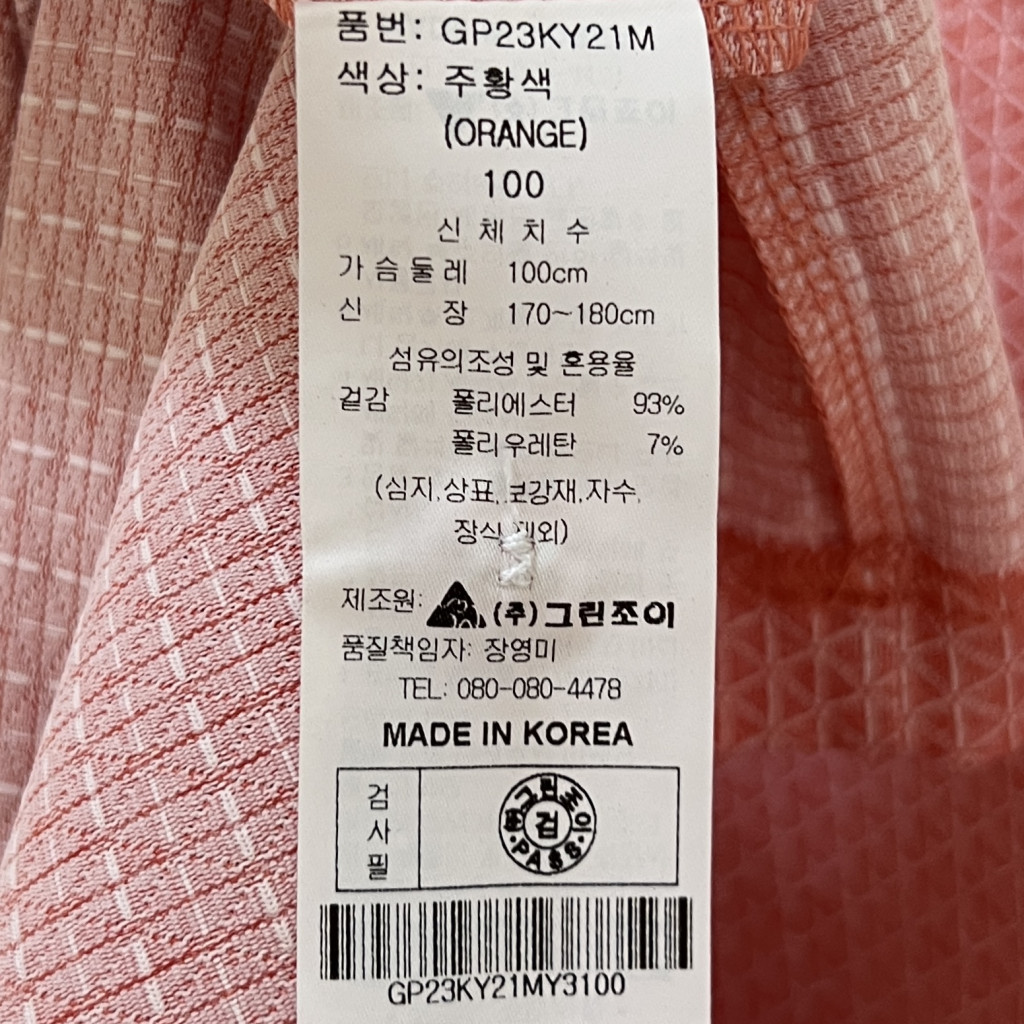 품번: GP23KY21M
색상: 주황색
(ORANGE)
100
신 체 치 수
가슴둘레 100cm
신 장 170~180cm
섬유의조성 및 혼용율
겉감 폴리에스터 93%
폴리우레탄 7%
(심지,상표,보강재,자수,
장식제외)
제조원: (주)그린조이
품질책임자: 장영미
TEL: 080-080-4478
MADE IN KOREA
검사필
그린조이
검
PASS
GP23KY21MY3100